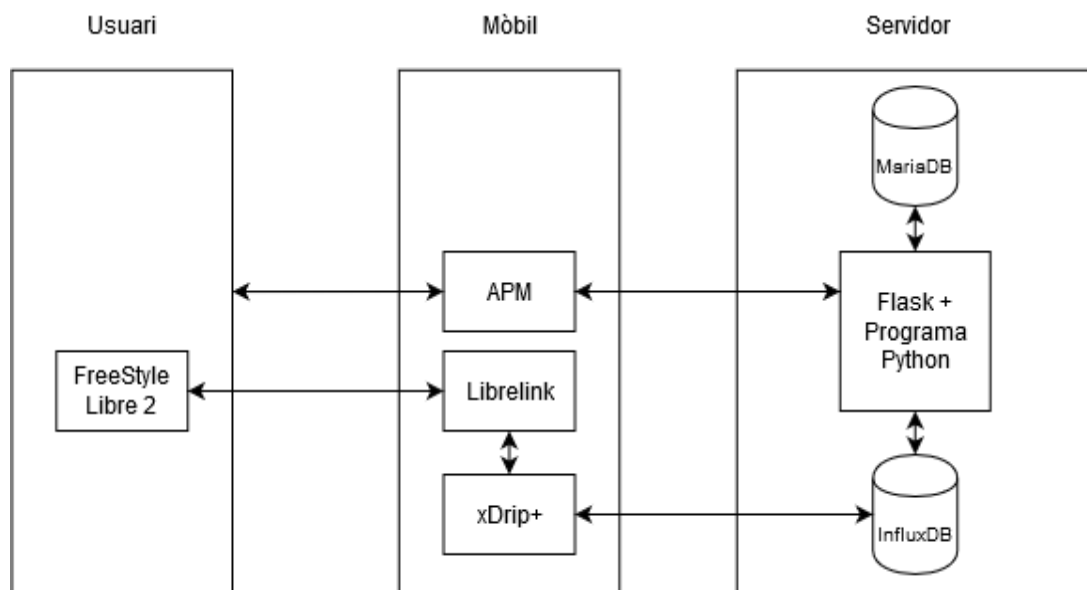 Usuari
Mòbil
Servidor
MariaDB
APM
Flask +
Programa
Python
FreeStyle
Libre 2
Librelink
xDrip+
InfluxDB